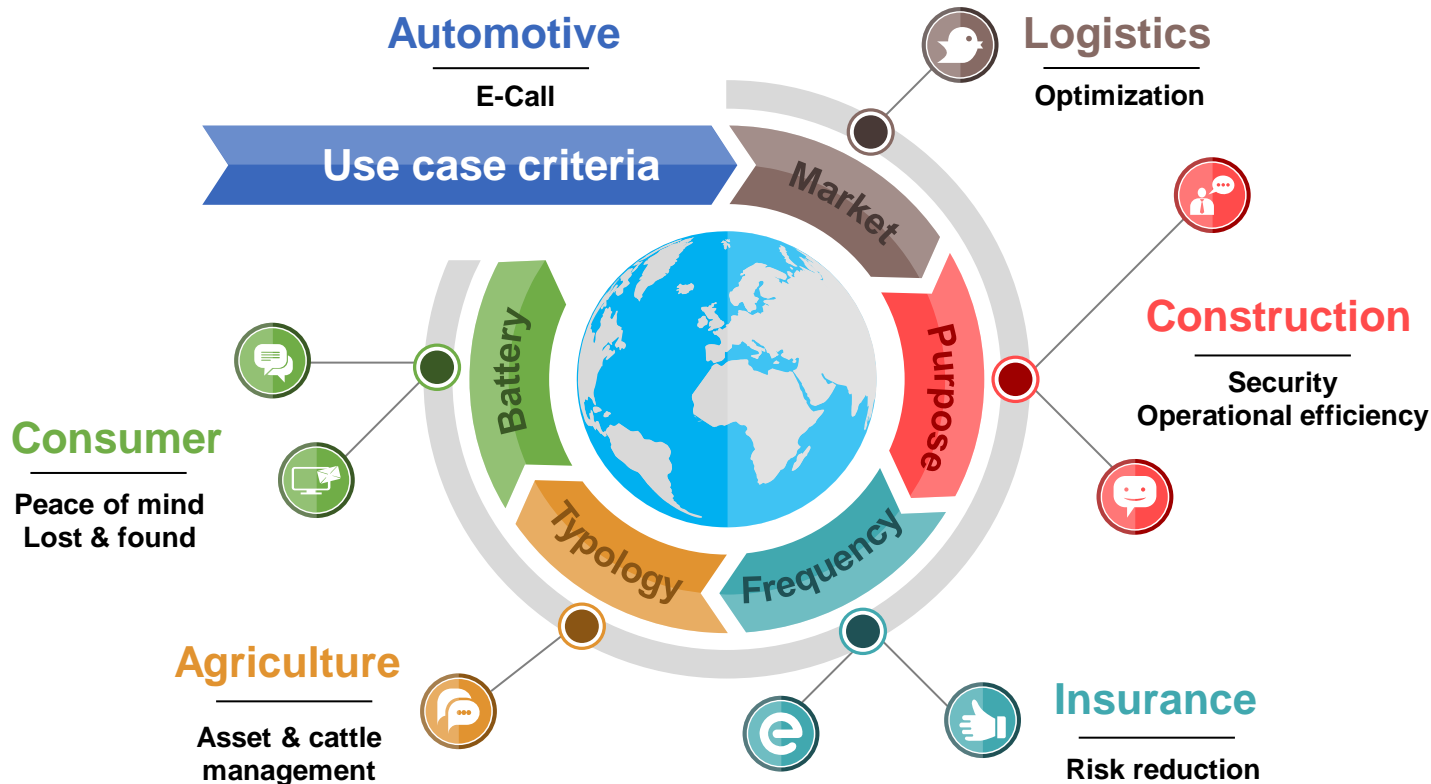 Automotive
E-Call
Logistics
Optimization
Use case criteria
Market
Purpose
Frequency
Typology
Battery
Construction
Security
Operational efficiency
Consumer
Peace of mind
Lost & found
Agriculture
Asset & cattle
management
e
Insurance
Risk reduction